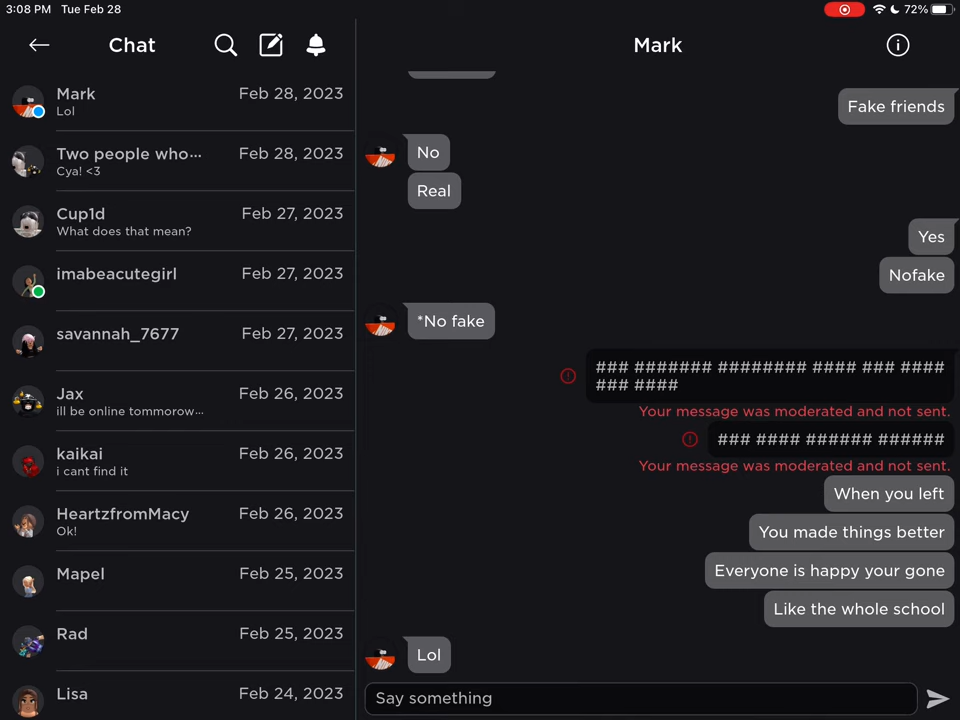 3:08 PM Tue Feb 28
72%
Chat
Mark
Mark Feb 28, 2023
Lol
Two people who... Feb 28, 2023
Cya! <3
Cup1d Feb 27, 2023
What does that mean?
imabeacutegirl Feb 27, 2023
savannah_7677 Feb 27, 2023
Jax Feb 26, 2023
ill be online tommorow...
kaikai Feb 26, 2023
i cant find it
HeartzfromMacy Feb 26, 2023
Ok!
Mapel Feb 25, 2023
Rad Feb 25, 2023
Lisa Feb 24, 2023
Fake friends
No
Real
Yes
Nofake
*No fake
### ####### ######## #### ### ####
### ####
Your message was moderated and not sent.
### #### ###### ######
Your message was moderated and not sent.
When you left
You made things better
Everyone is happy your gone
Like the whole school
Lol
Say something